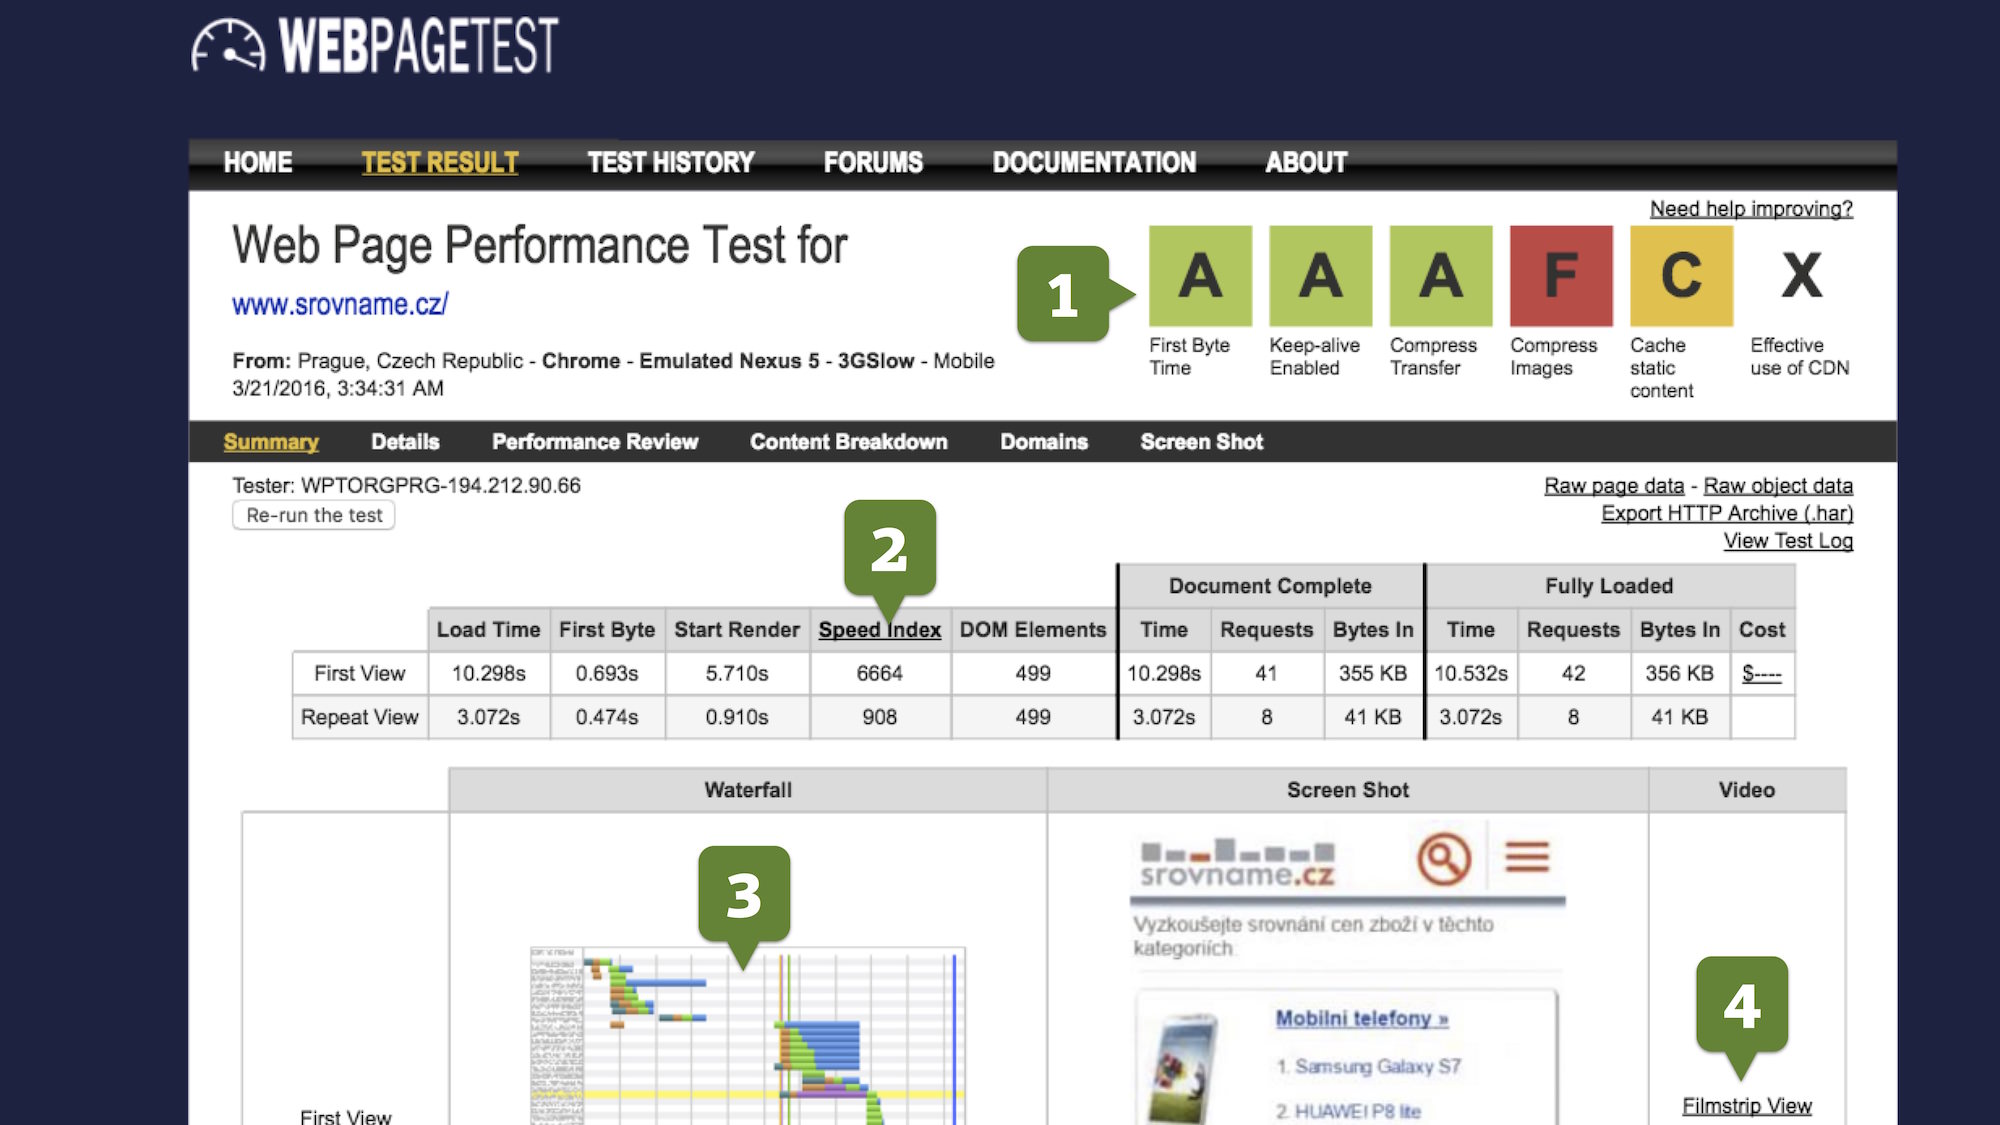 WEBPAGETEST
HOME TEST RESULT TEST HISTORY FORUMS DOCUMENTATION ABOUT
Need help improving?
Web Page Performance Test for
www.srovname.cz/
From: Prague, Czech Republic - Chrome - Emulated Nexus 5 - 3GSlow - Mobile
3/21/2016, 3:34:31 AM
1
A A A F C X
First Byte Time
Keep-alive Enabled
Compress Transfer
Compress Images
Cache static content
Effective use of CDN
Summary Details Performance Review Content Breakdown Domains Screen Shot
Tester: WPTORGPRG-194.212.90.66
Re-run the test
Raw page data - Raw object data
Export HTTP Archive (.har)
View Test Log
2
Document Complete Fully Loaded
Load Time First Byte Start Render Speed Index DOM Elements Time Requests Bytes In Time Requests Bytes In Cost
First View 10.298s 0.693s 5.710s 6664 499 10.298s 41 355 KB 10.532s 42 356 KB $----
Repeat View 3.072s 0.474s 0.910s 908 499 3.072s 8 41 KB 3.072s 8 41 KB
Waterfall Screen Shot Video
3
srovname.cz
Vyzkoušejte srovnání cen zboží v těchto
kategoriích
Mobilni telefony »
1. Samsung Galaxy S7
2. HUAWEI P8 lite
4
Filmstrip View
First View